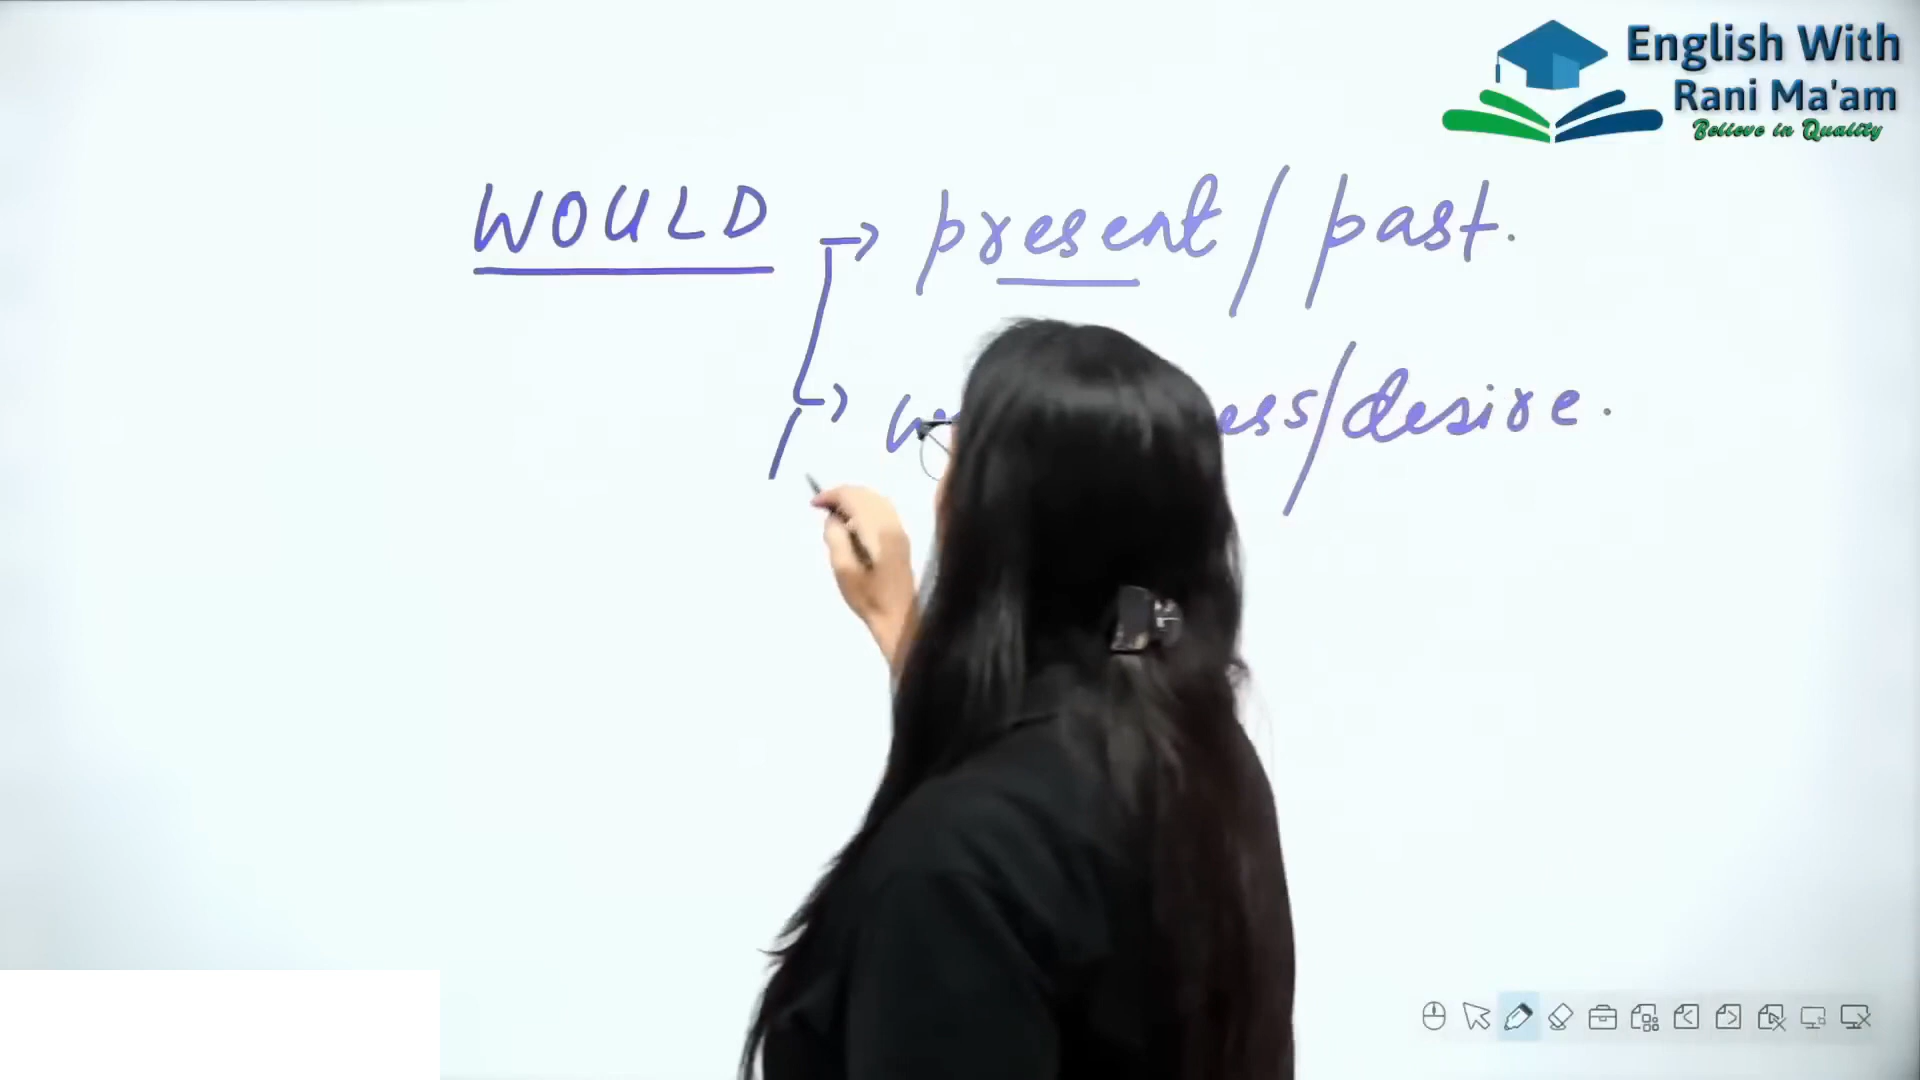 English With
Rani Ma'am
Believe in Quality
WOULD → present / past.
→ /desire.